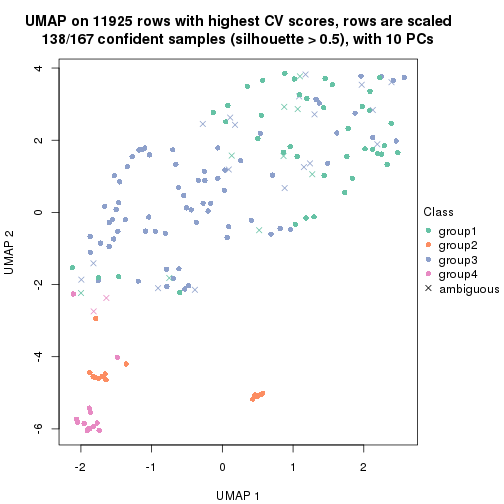 UMAP on 11925 rows with highest CV scores, rows are scaled
138/167 confident samples (silhouette > 0.5), with 10 PCs
4
2
0
-2
-4
-6
UMAP 2
-2
-1
0
1
2
UMAP 1
Class
group1
group2
group3
group4
ambiguous